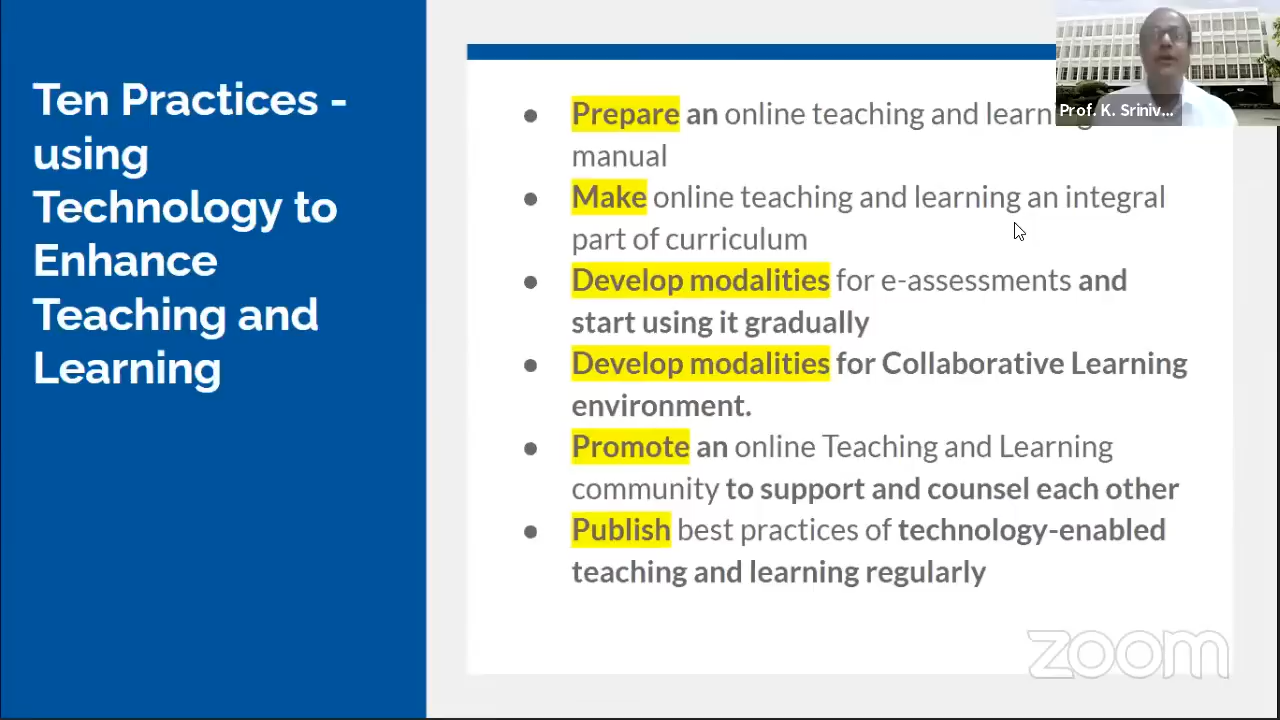 Ten Practices -
using
Technology to
Enhance
Teaching and
Learning
● Prepare an online teaching and learning
manual
● Make online teaching and learning an integral
part of curriculum
● Develop modalities for e-assessments and
start using it gradually
● Develop modalities for Collaborative Learning
environment.
● Promote an online Teaching and Learning
community to support and counsel each other
● Publish best practices of technology-enabled
teaching and learning regularly
Prof. K. Sriniv...
zoom